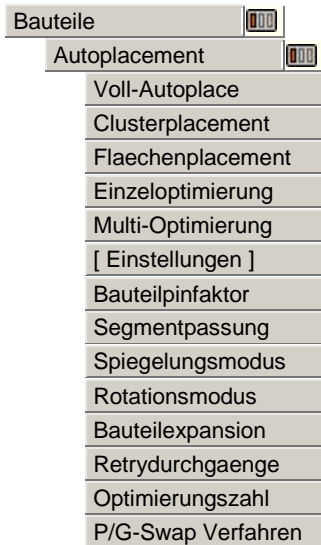 Bauteile
Autoplacement
Voll-Autoplace
Clusterplacement
Flaechenplacement
Einzeloptimierung
Multi-Optimierung
[ Einstellungen ]
Bauteilpinfaktor
Segmentpassung
Spiegelungsmodus
Rotationsmodus
Bauteilexpansion
Retrydurchgaenge
Optimierungszahl
P/G-Swap Verfahren